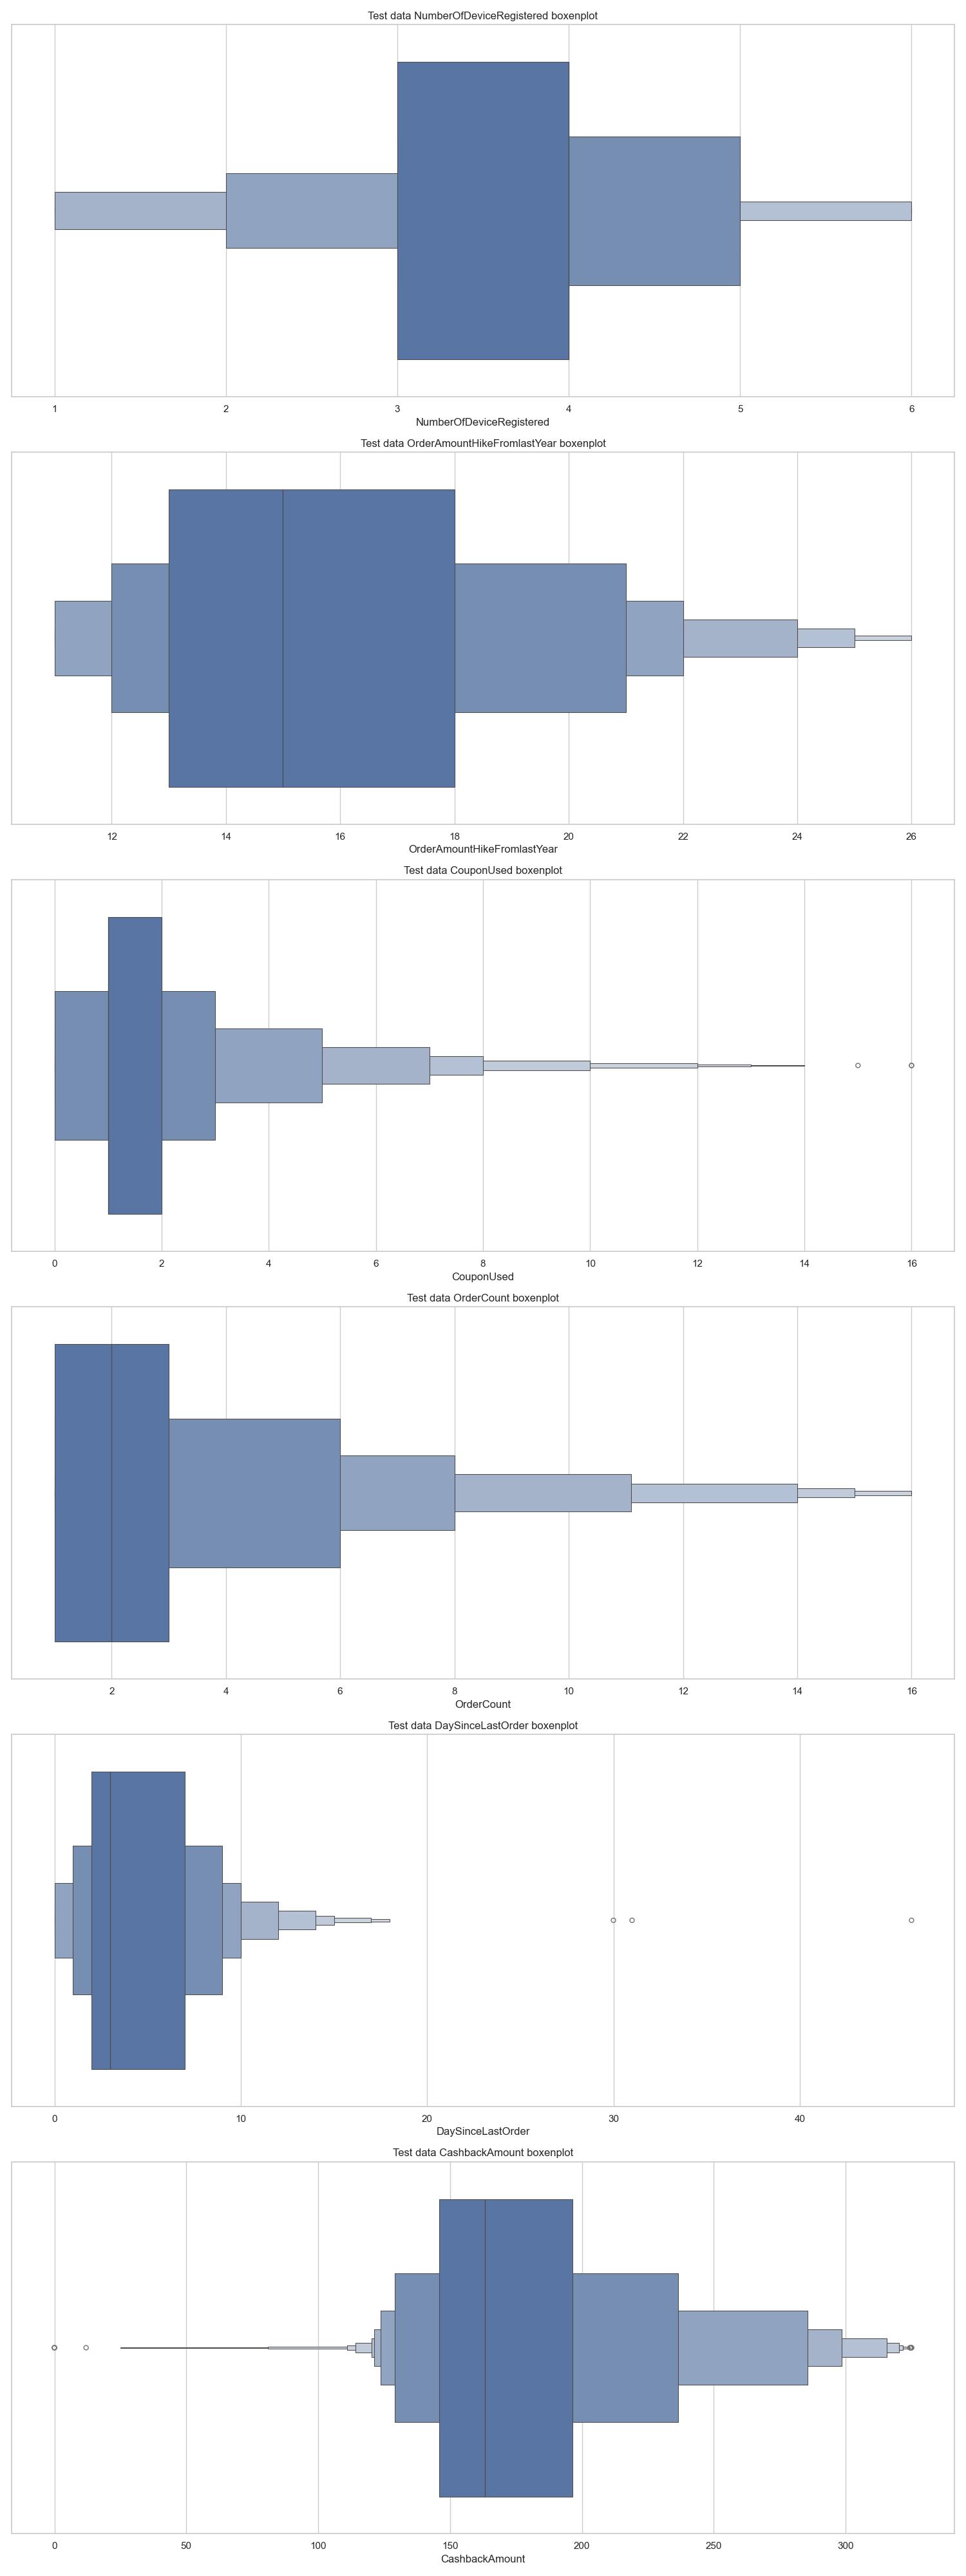 Test data NumberOfDeviceRegistered boxenplot
1 2 3 4 5 6
NumberOfDeviceRegistered
Test data OrderAmountHikeFromlastYear boxenplot
12 14 16 18 20 22 24 26
OrderAmountHikeFromlastYear
Test data CouponUsed boxenplot
0 2 4 6 8 10 12 14 16
CouponUsed
Test data OrderCount boxenplot
2 4 6 8 10 12 14 16
OrderCount
Test data DaySinceLastOrder boxenplot
0 10 20 30 40
DaySinceLastOrder
Test data CashbackAmount boxenplot
0 50 100 150 200 250 300
CashbackAmount